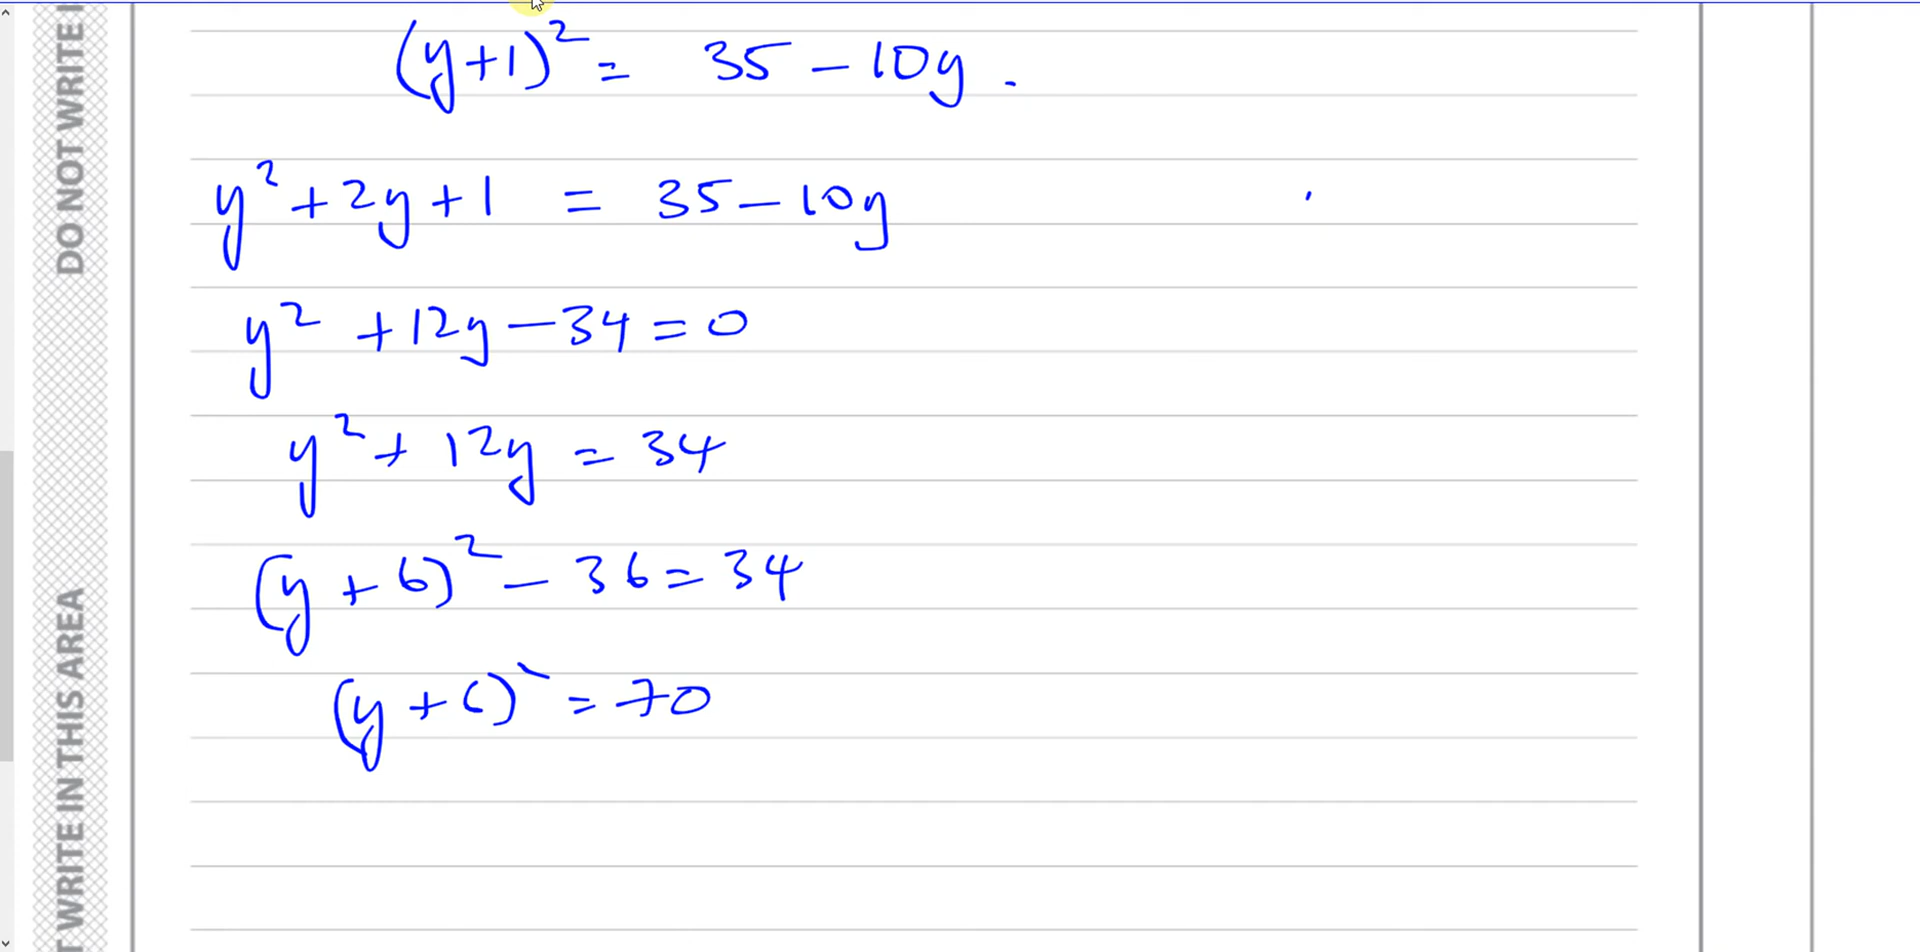 DO NOT WRITE I
T WRITE IN THIS AREA
(y+1)² = 35 - 10y.
y² + 2y + 1 = 35 - 10y
y² + 12y - 34 = 0
y² + 12y = 34
(y + 6)² - 36 = 34
(y + 6)² = 70